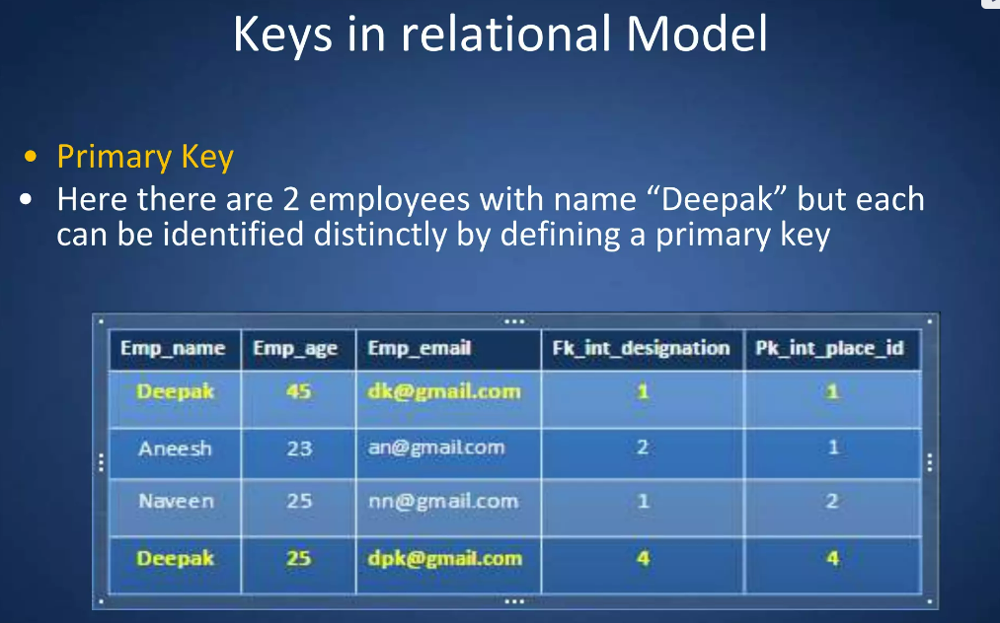 Keys in relational Model
• Primary Key
• Here there are 2 employees with name “Deepak” but each
can be identified distinctly by defining a primary key
Emp_name Emp_age Emp_email Fk_int_designation Pk_int_place_id
Deepak 45 dk@gmail.com 1 1
Aneesh 23 an@gmail.com 2 1
Naveen 25 nn@gmail.com 1 2
Deepak 25 dpk@gmail.com 4 4